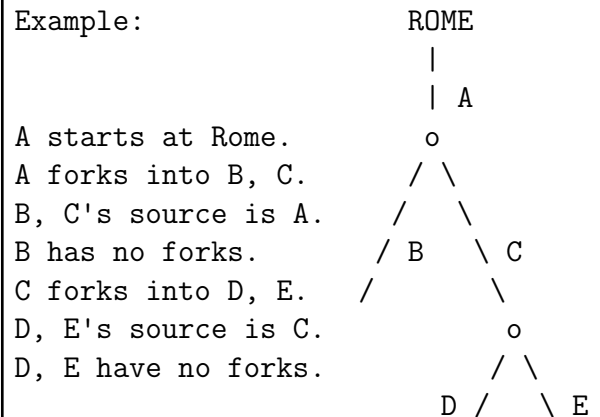 Example: ROME
|
| A
A starts at Rome. o
A forks into B, C. / \
B, C's source is A. / \
B has no forks. / B \ C
C forks into D, E. / \
D, E's source is C. o
D, E have no forks. / \
D / \ E